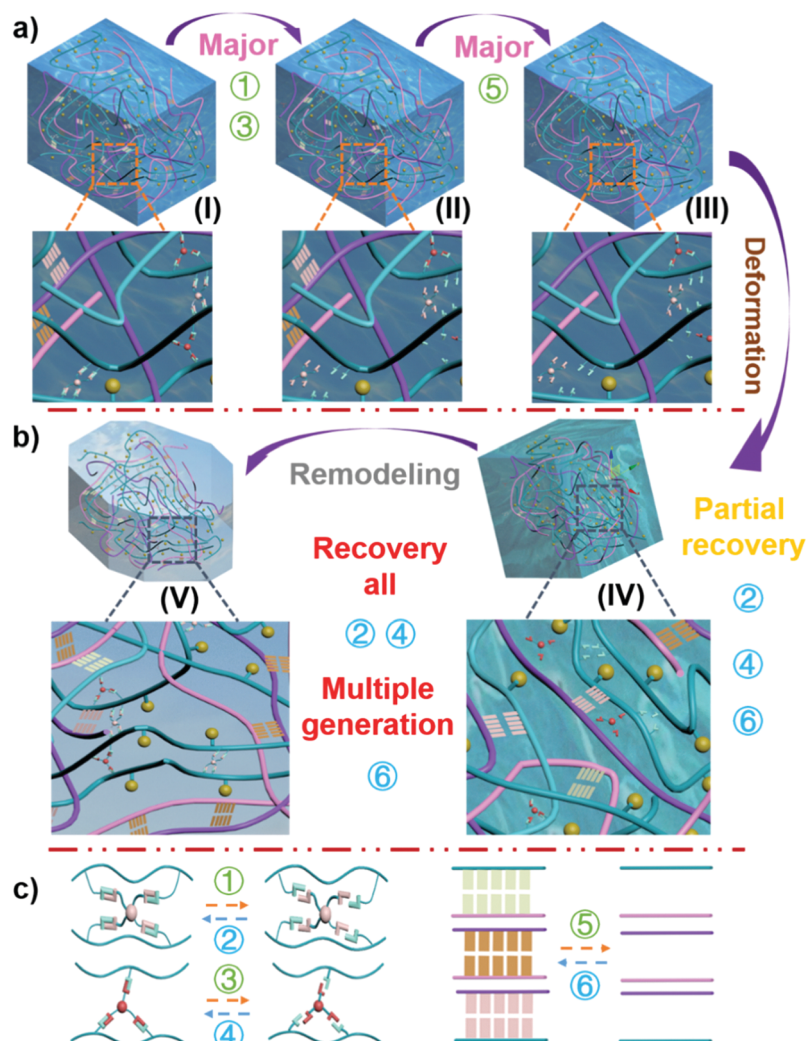 a)
Major
Major
①
③
⑤
(I)
(II)
(III)
Deformation
b)
Remodeling
Partial
recovery
Recovery
all
②
(V)
(IV)
② ④
④
Multiple
generation
⑥
⑥
c)
①
②
③
④
⑤
⑥